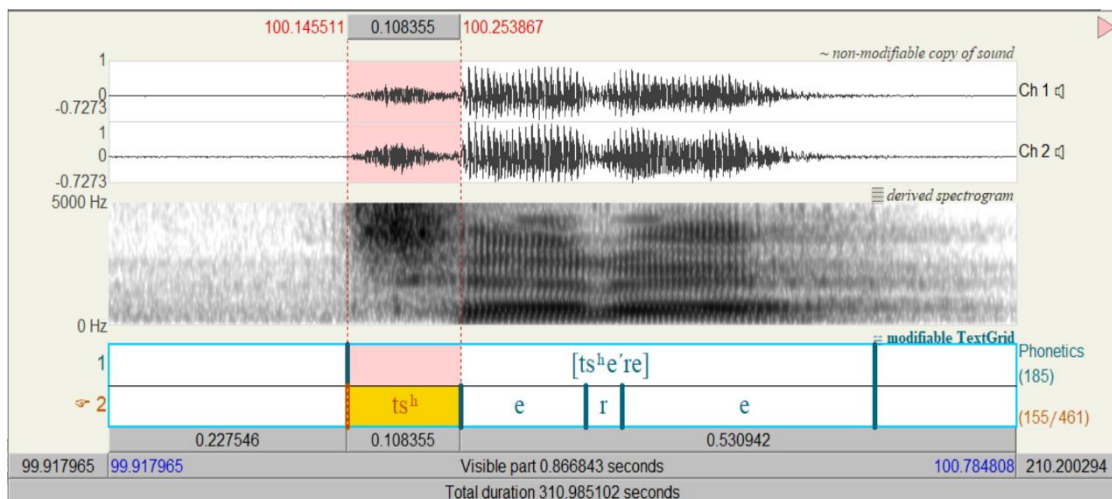 100.145511 0.108355 100.253867
~ non-modifiable copy of sound
1
0
-0.7273
Ch 1
1
0
-0.7273
Ch 2
5000 Hz
derived spectrogram
0 Hz
modifiable TextGrid
1 [tsʰeˊre] Phonetics
(185)
2 tsʰ e r e (155/461)
0.227546 0.108355 0.530942
99.917965 99.917965 Visible part 0.866843 seconds 100.784808 210.200294
Total duration 310.985102 seconds